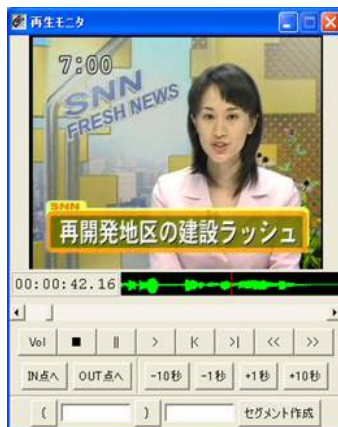 再生モニタ
7:00
SNN
FRESH NEWS
SNN
再開発地区の建設ラッシュ
00:00:42.16
Vol ■ || > |< >| << >>
IN点へ OUT点へ -10秒 -1秒 +1秒 +10秒
( ) セグメント作成